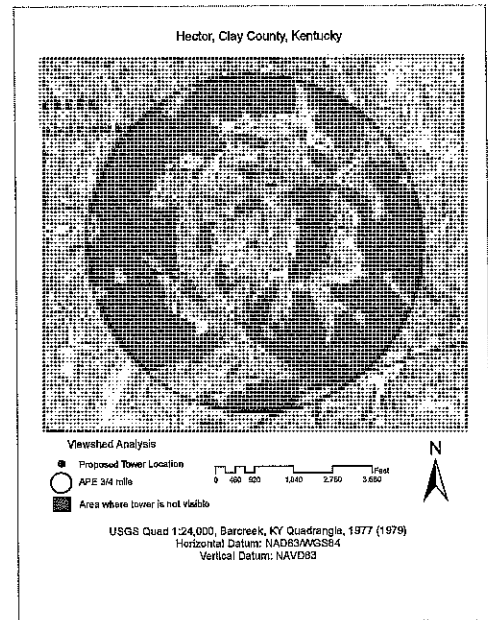 Hector, Clay County, Kentucky
Viewshed Analysis
Proposed Tower Location
APE 3/4 mile
Area where tower is not visible
0 460 920 1,840 2,760 3,680
Feet
N
USGS Quad 1:24,000, Barcreek, KY Quadrangle, 1977 (1979)
Horizontal Datum: NAD83/WGS84
Vertical Datum: NAVD83